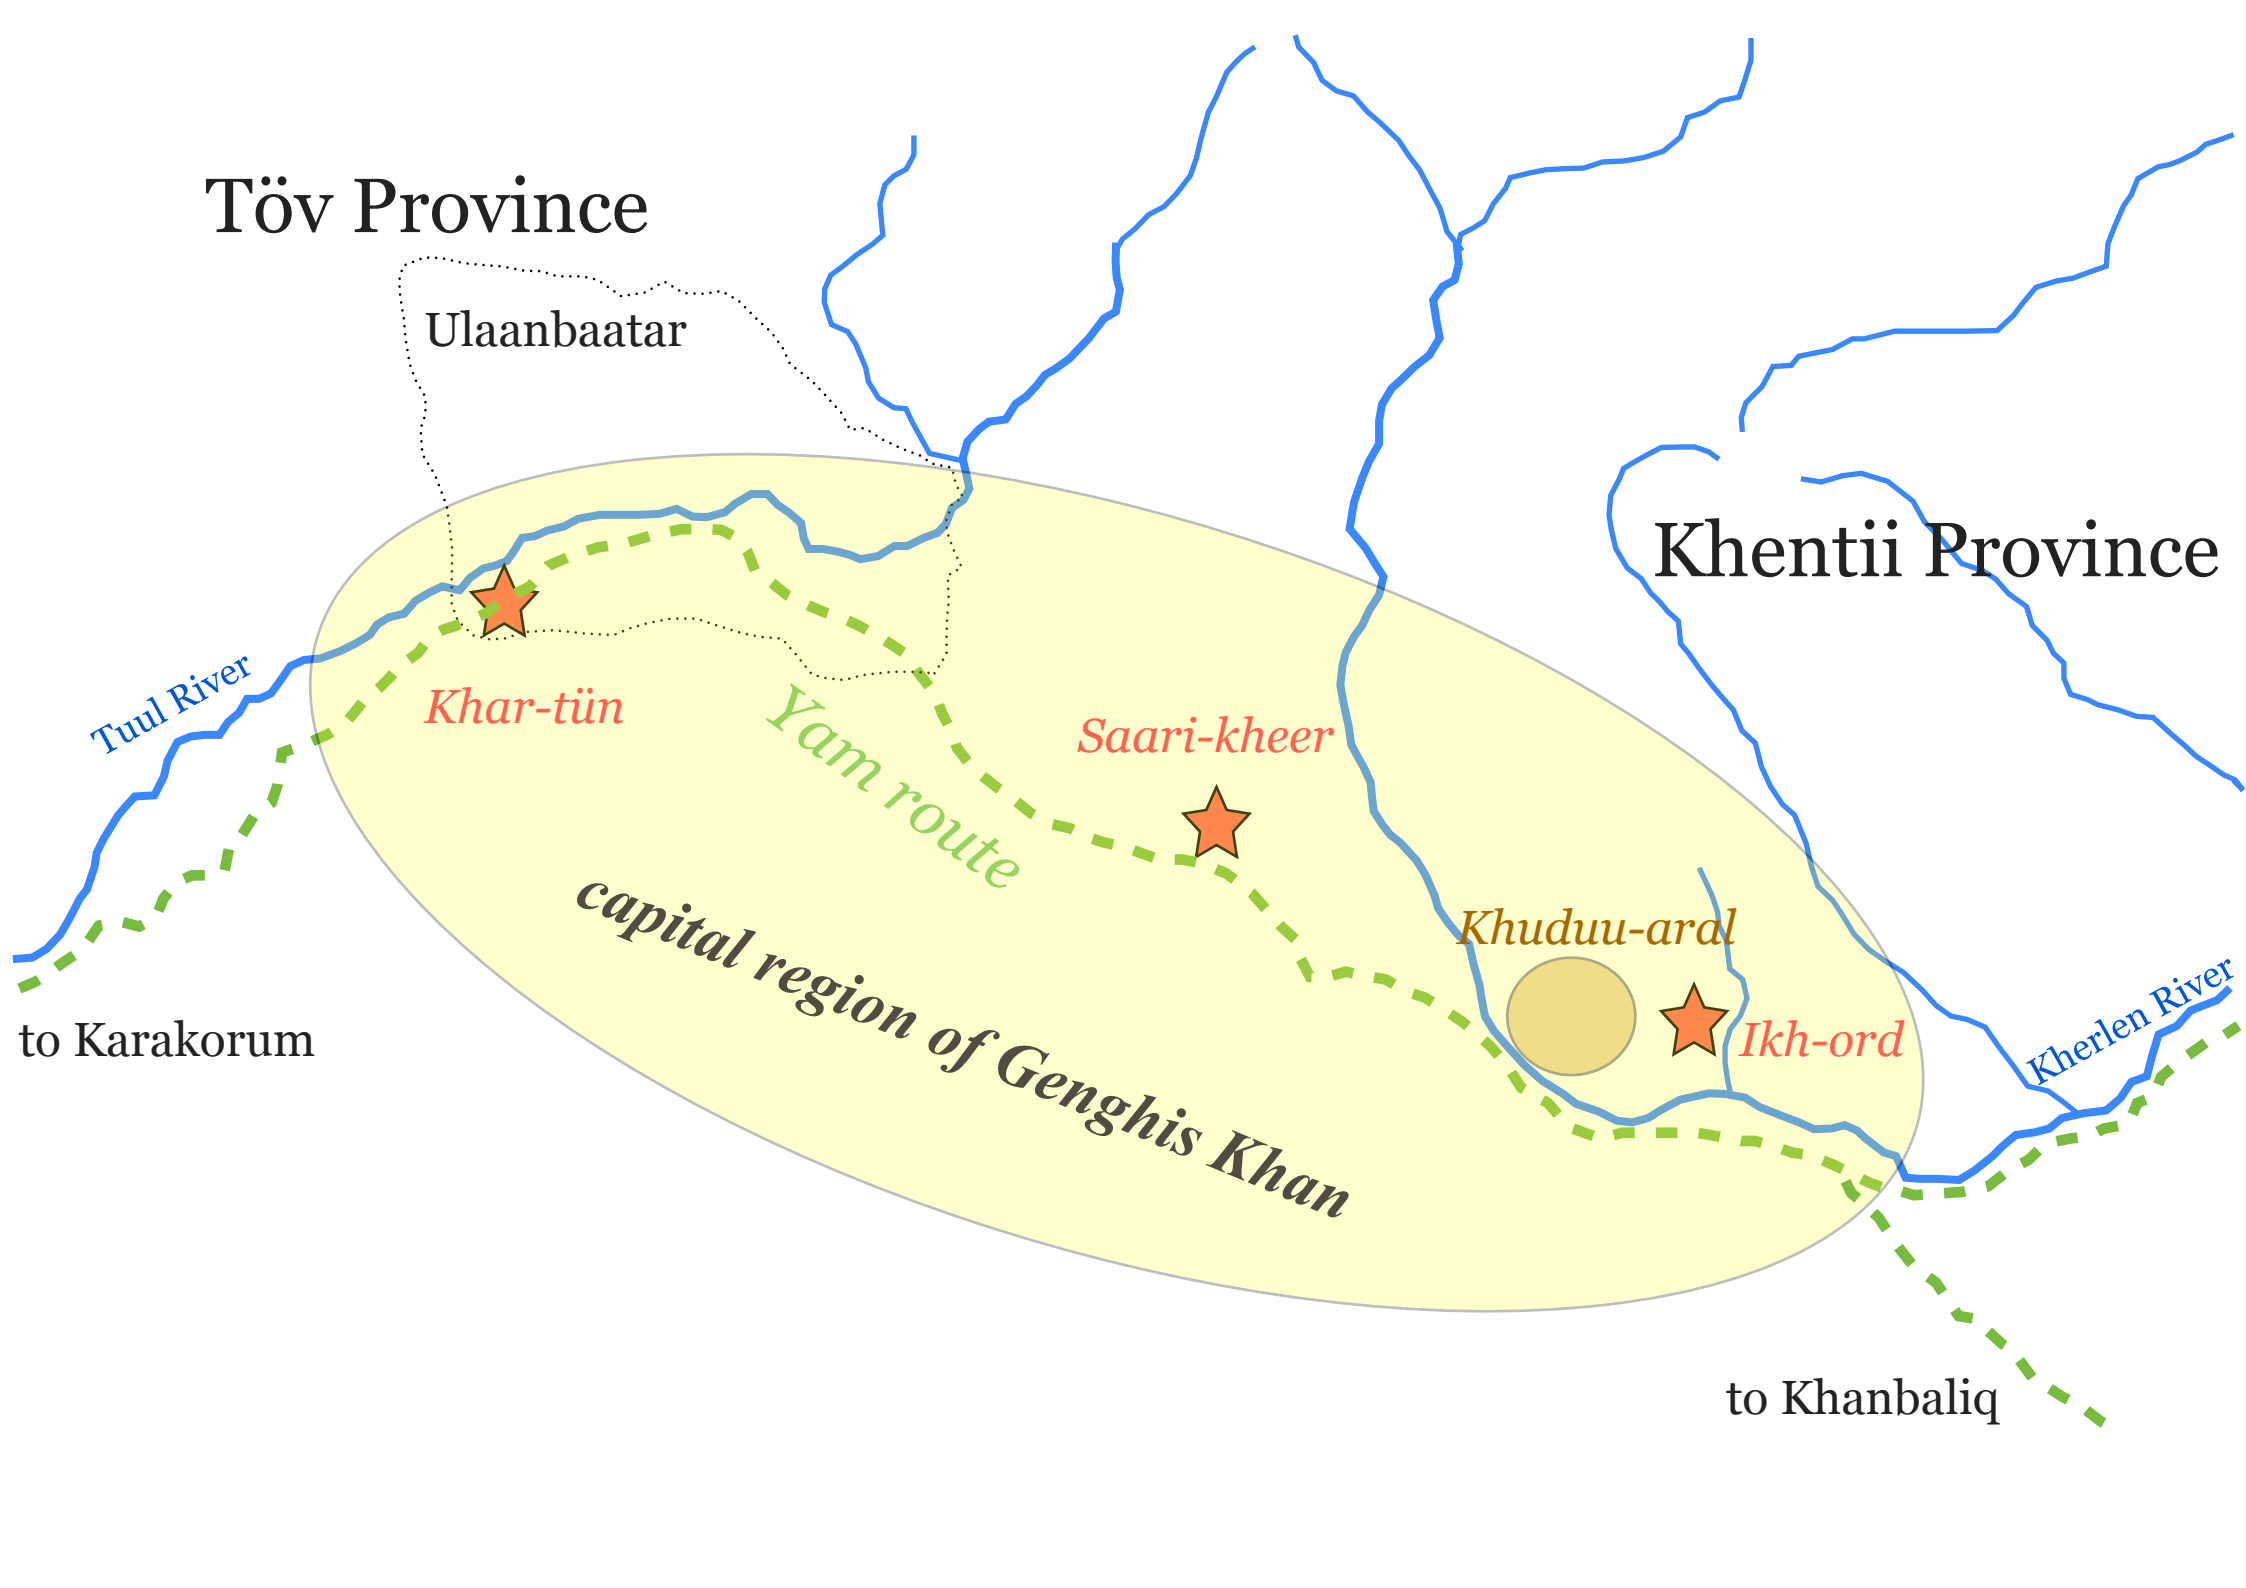 Töv Province
Ulaanbaatar
Khentii Province
Tuul River
Khar-tün
Yam route
Saari-kheer
capital region of Genghis Khan
Khuduu-aral
Ikh-ord
Kherlen River
to Karakorum
to Khanbaliq